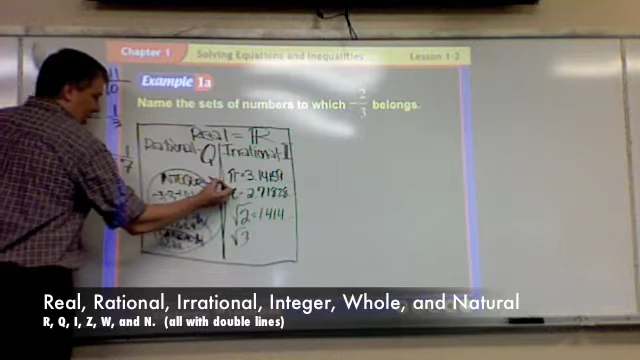 Chapter 1
Solving Equations and Inequalities
Lesson 1-2
Example 1a
Name the sets of numbers to which -2/3 belongs.
11/10
1/3
1/7
Real = ℝ
Rational-Q
Irrational-I
INTEGER
π=3.14159
=2.71828
√2=1.414
√3
Real, Rational, Irrational, Integer, Whole, and Natural
R, Q, I, Z, W, and N. (all with double lines)